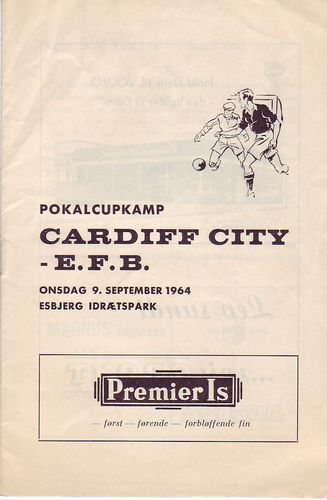 POKALCUPKAMP
CARDIFF CITY
- E.F.B.
ONSDAG 9. SEPTEMBER 1964
ESBJERG IDRÆTSPARK
Premier Is
— først — førende — forbløffende fin